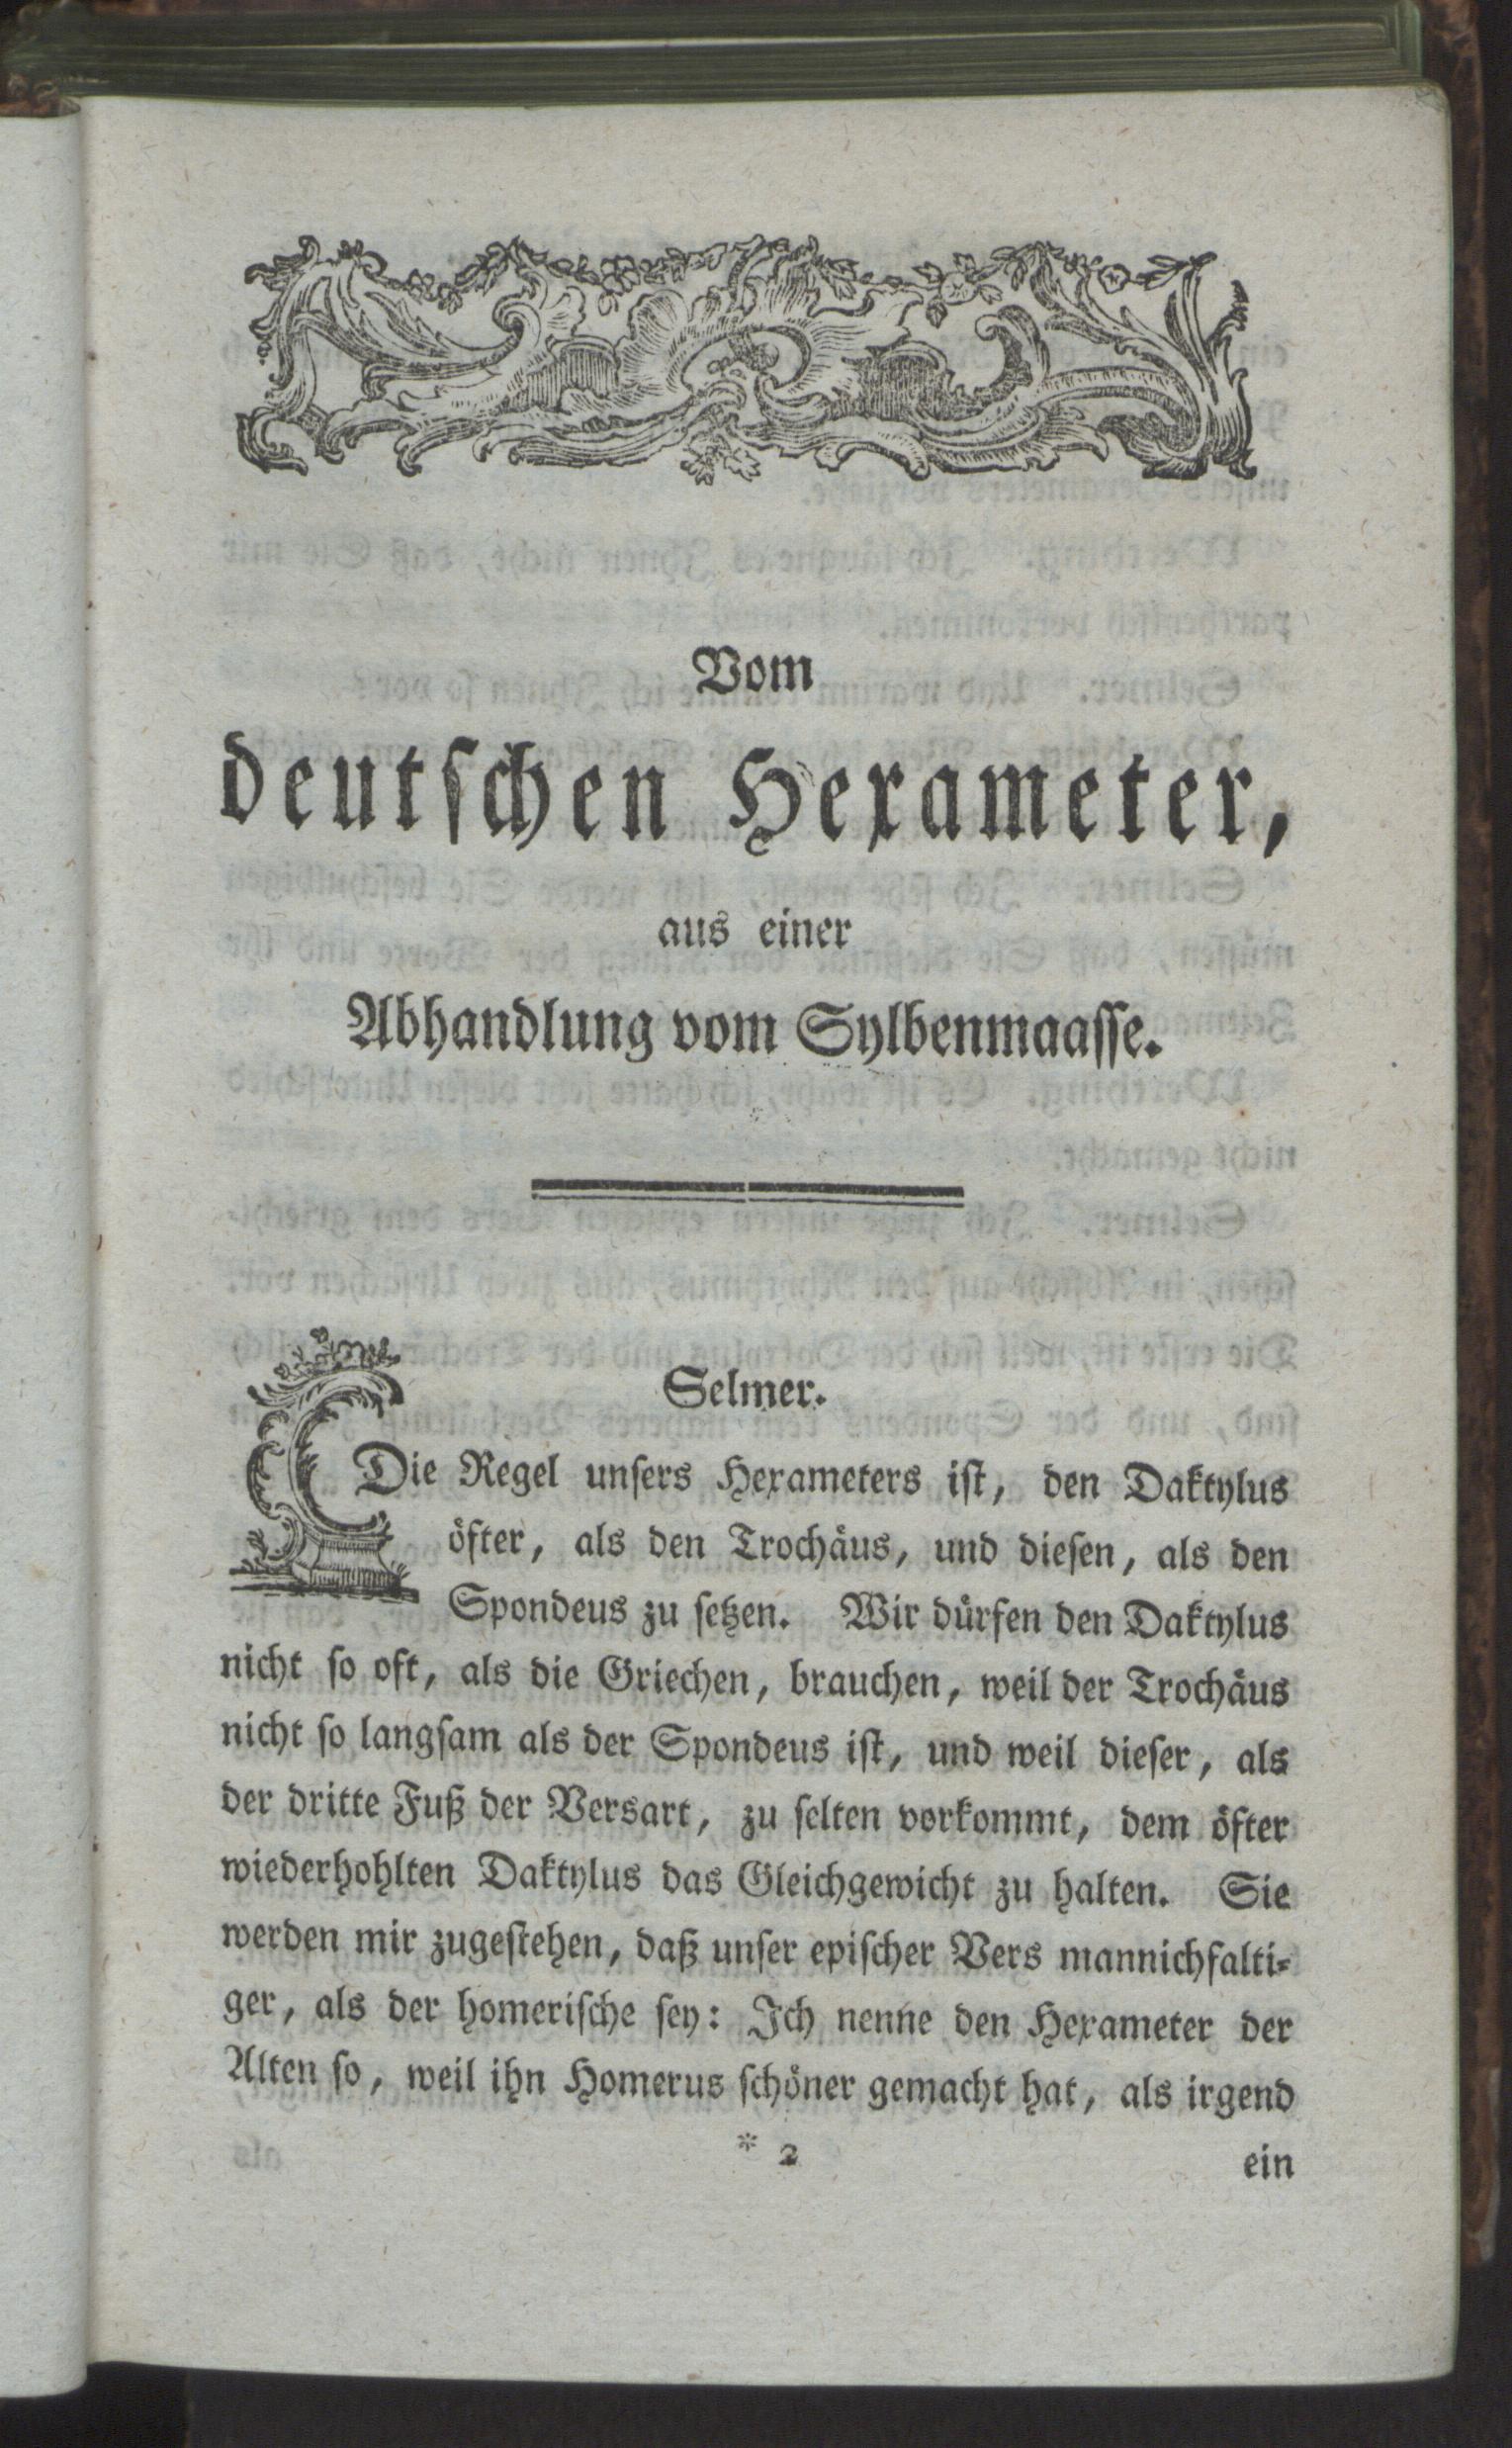 Vom
deutschen Hexameter,
aus einer
Abhandlung vom Sylbenmaasse.
Selmer.
Die Regel unsers Hexameters ist, den Daktylus
öfter, als den Trochäus, und diesen, als den
Spondeus zu setzen. Wir dürfen den Daktylus
nicht so oft, als die Griechen, brauchen, weil der Trochäus
nicht so langsam als der Spondeus ist, und weil dieser, als
der dritte Fuß der Versart, zu selten vorkommt, dem öfter
wiederhohlten Daktylus das Gleichgewicht zu halten. Sie
werden mir zugestehen, daß unser epischer Vers mannichfalti-
ger, als der homerische sey: Ich nenne den Hexameter der
Alten so, weil ihn Homerus schöner gemacht hat, als irgend
* 2
ein